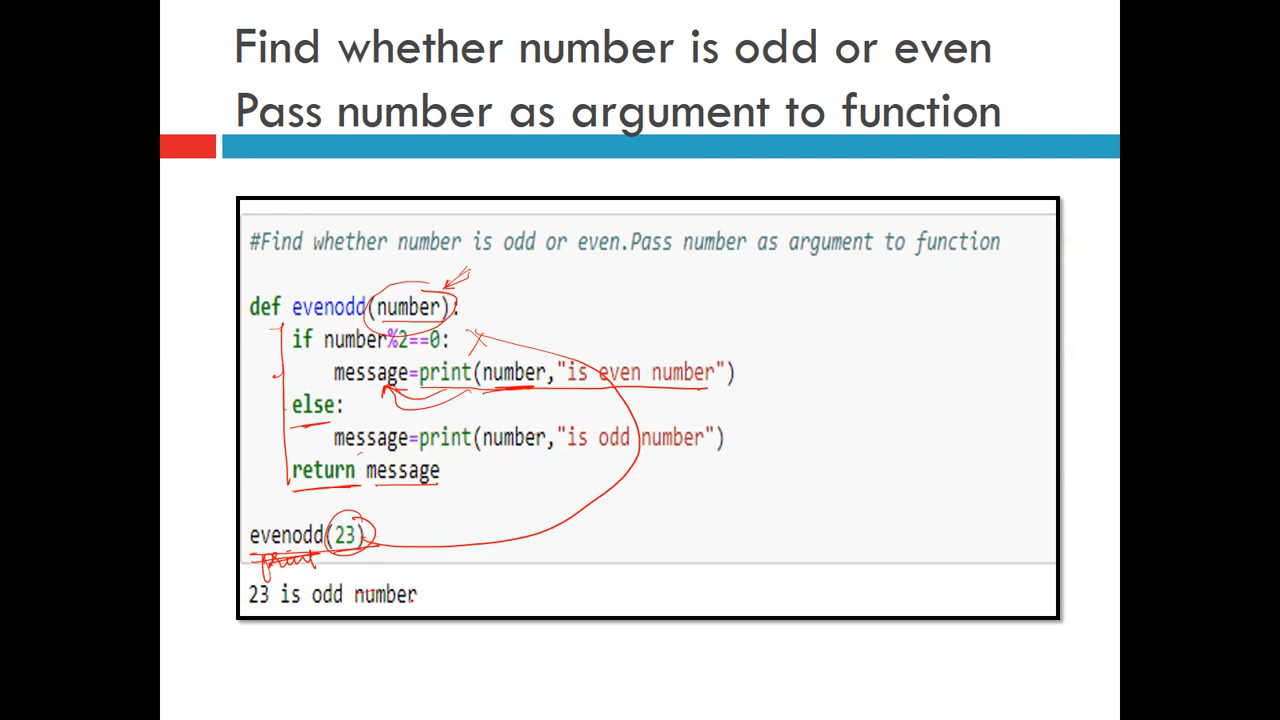 Find whether number is odd or even
Pass number as argument to function
#Find whether number is odd or even.Pass number as argument to function
def evenodd(number):
if number%2==0:
message=print(number,"is even number")
else:
message=print(number,"is odd number")
return message
evenodd(23)
print
23 is odd number